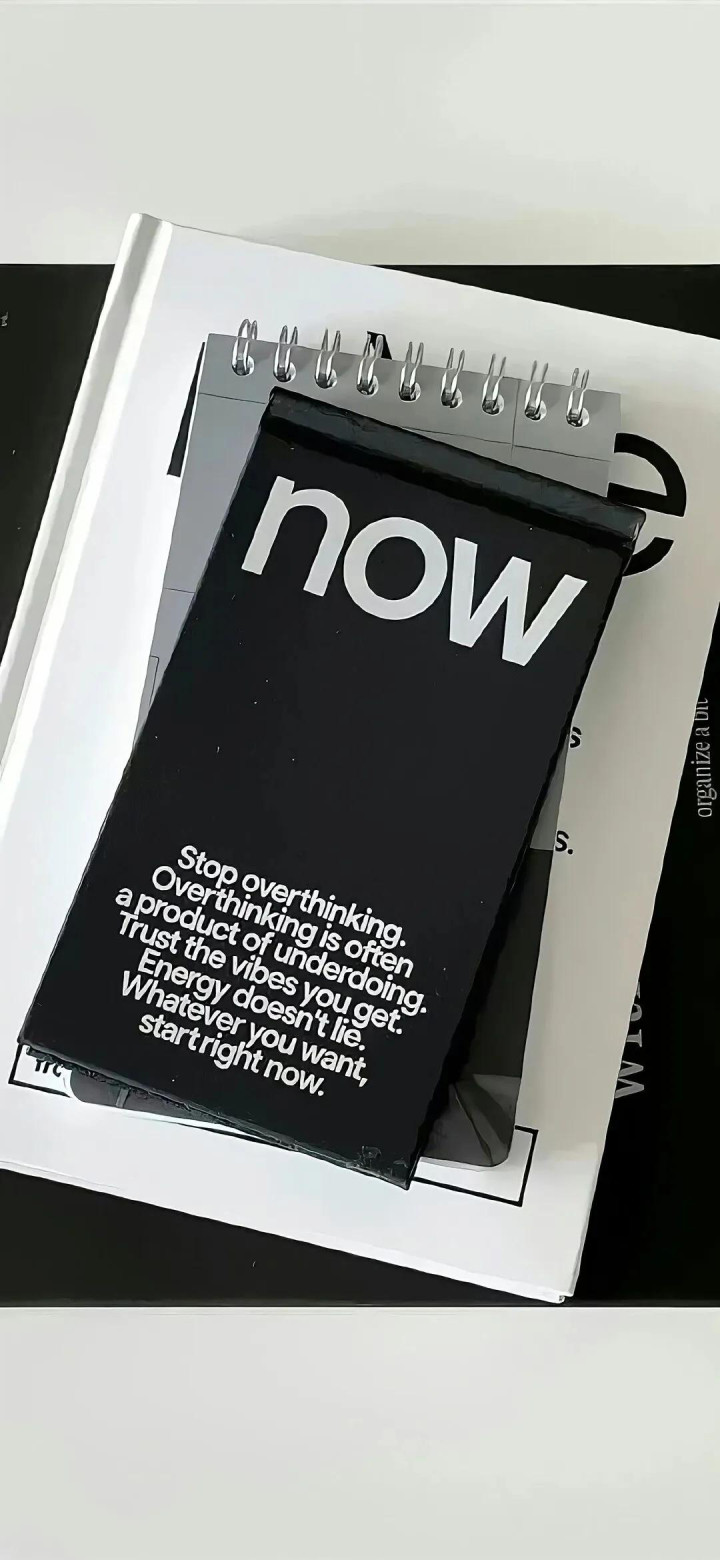 now
Stop overthinking.
Overthinking is often
a product of underdoing.
Trust the vibes you get.
Energy doesn't lie.
Whatever you want,
start right now.
e
s
s.
organize a bit